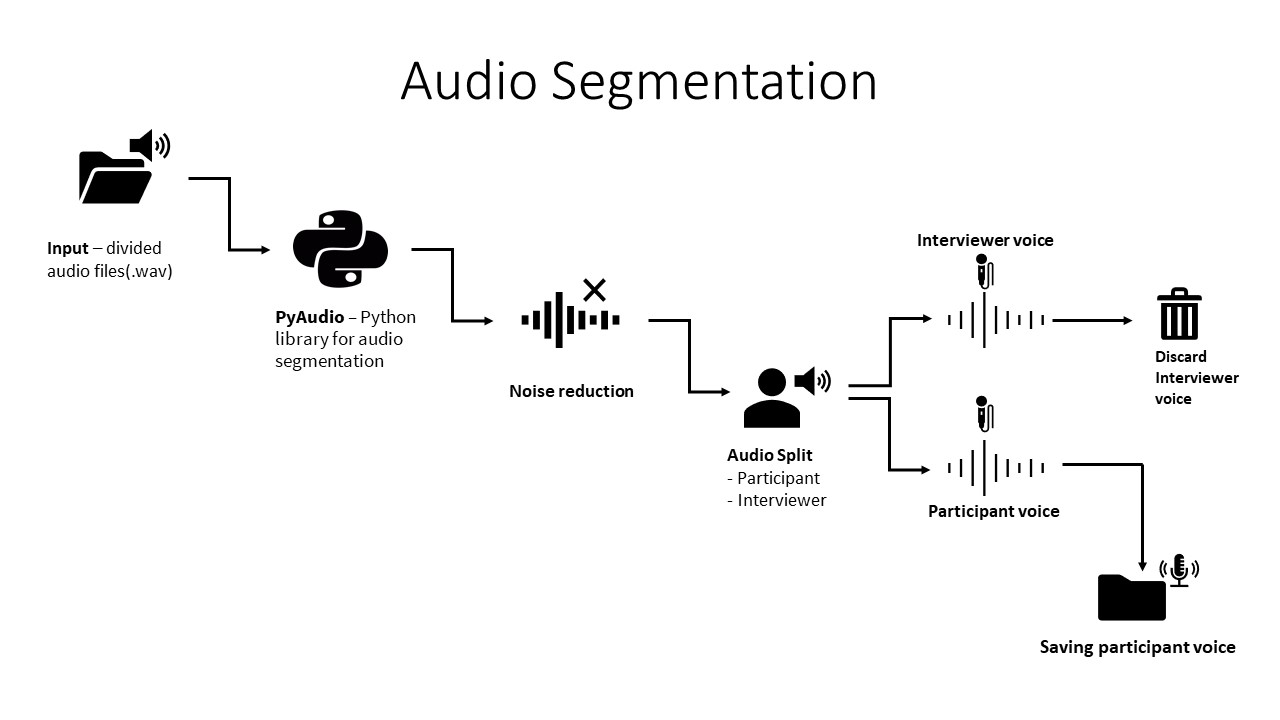 Audio Segmentation
Input – divided
audio files(.wav)
PyAudio – Python
library for audio
segmentation
Noise reduction
Audio Split
- Participant
- Interviewer
Interviewer voice
Discard
Interviewer
voice
Participant voice
Saving participant voice